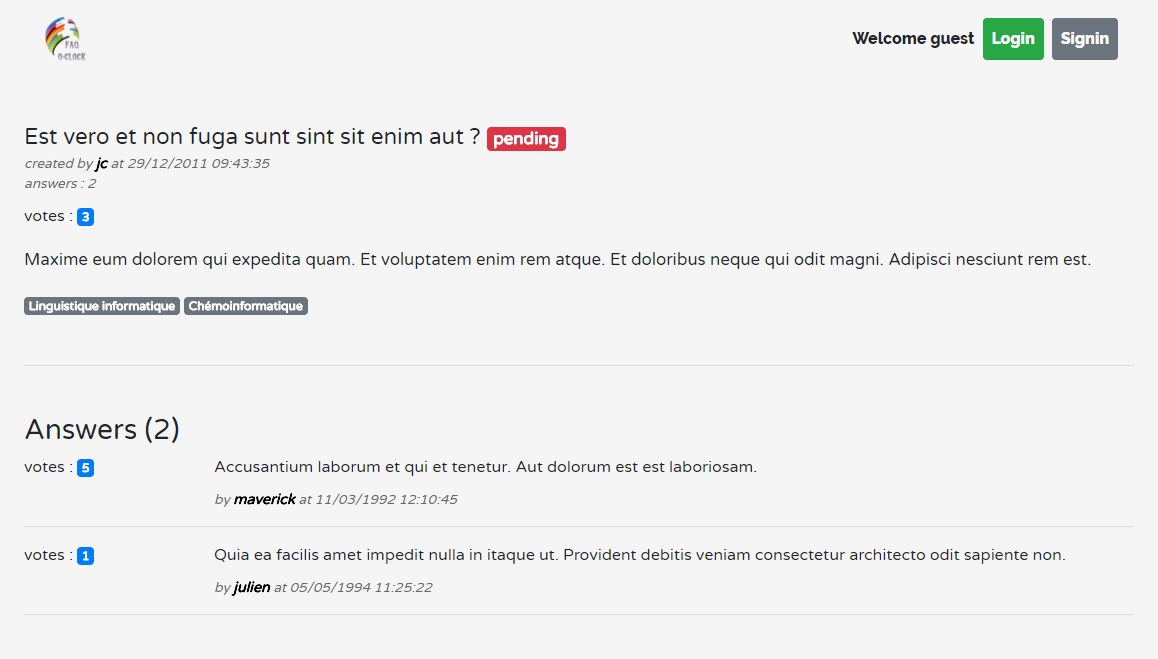 FAQ
O-CLOCK
Welcome guest Login Signin
Est vero et non fuga sunt sint sit enim aut ? pending
created by jc at 29/12/2011 09:43:35
answers : 2
votes : 3
Maxime eum dolorem qui expedita quam. Et voluptatem enim rem atque. Et doloribus neque qui odit magni. Adipisci nesciunt rem est.
Linguistique informatique Chémoinformatique
Answers (2)
votes : 5 Accusantium laborum et qui et tenetur. Aut dolorum est est laboriosam.
by maverick at 11/03/1992 12:10:45
votes : 1 Quia ea facilis amet impedit nulla in itaque ut. Provident debitis veniam consectetur architecto odit sapiente non.
by julien at 05/05/1994 11:25:22